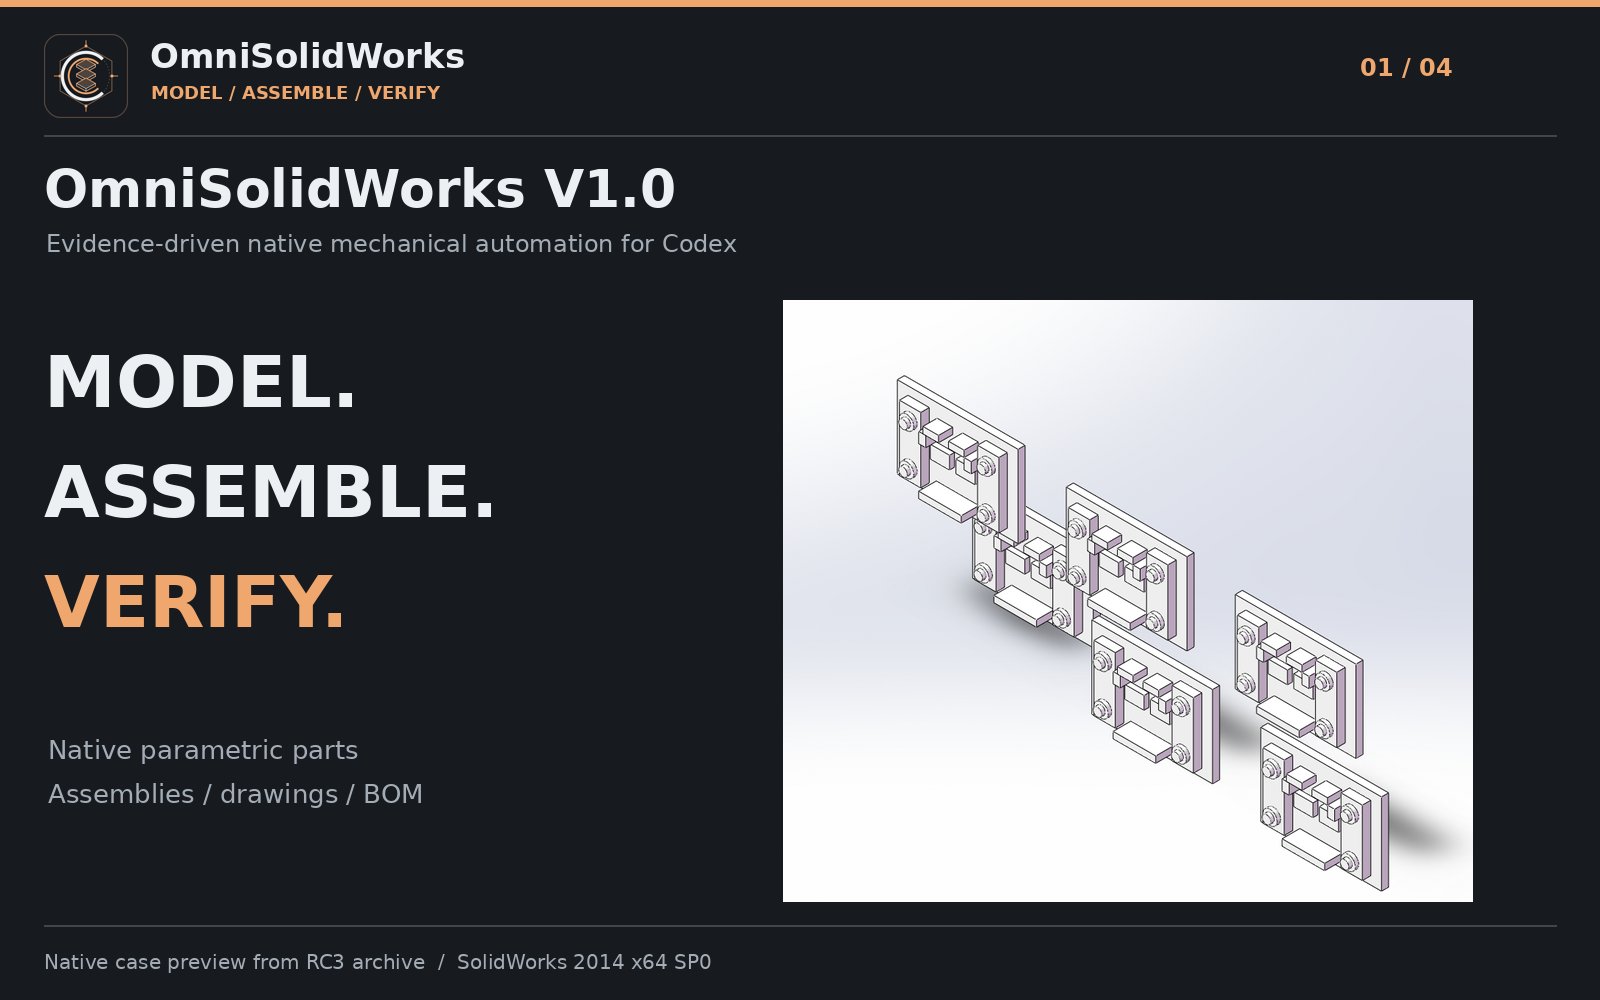 OmniSolidWorks
MODEL / ASSEMBLE / VERIFY
01 / 04
OmniSolidWorks V1.0
Evidence-driven native mechanical automation for Codex
MODEL.
ASSEMBLE.
VERIFY.
Native parametric parts
Assemblies / drawings / BOM
Native case preview from RC3 archive / SolidWorks 2014 x64 SP0